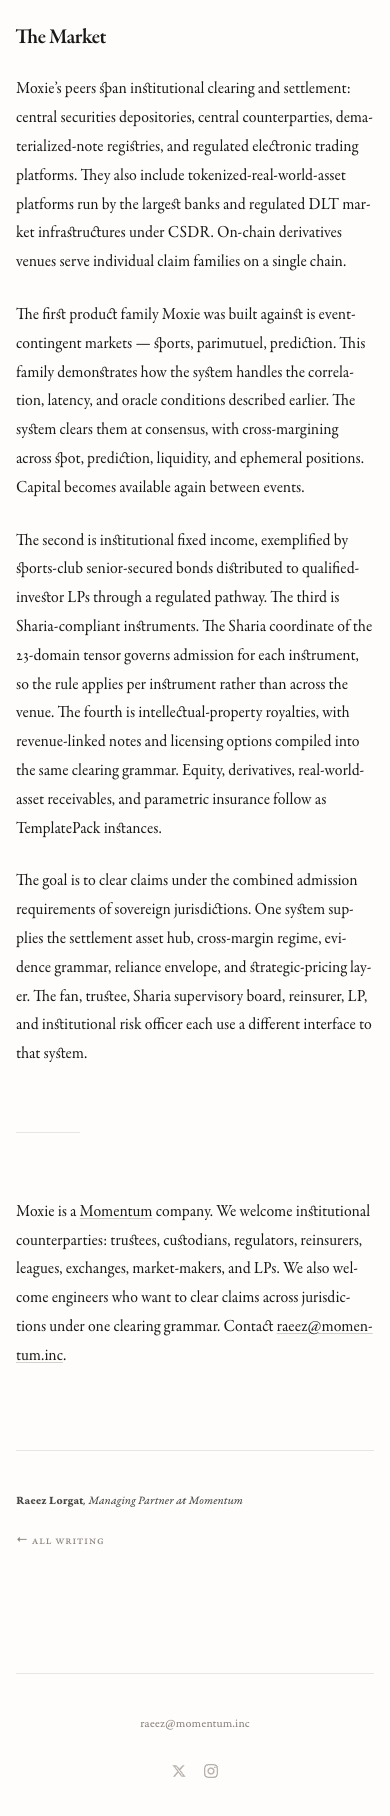 The Market
Moxie’s peers span institutional clearing and settlement:
central securities depositories, central counterparties, dema-
terialized-note registries, and regulated electronic trading
platforms. They also include tokenized-real-world-asset
platforms run by the largest banks and regulated DLT mar-
ket infrastructures under CSDR. On-chain derivatives
venues serve individual claim families on a single chain.
The first product family Moxie was built against is event-
contingent markets — sports, parimutuel, prediction. This
family demonstrates how the system handles the correla-
tion, latency, and oracle conditions described earlier. The
system clears them at consensus, with cross-margining
across spot, prediction, liquidity, and ephemeral positions.
Capital becomes available again between events.
The second is institutional fixed income, exemplified by
sports-club senior-secured bonds distributed to qualified-
investor LPs through a regulated pathway. The third is
Sharia-compliant instruments. The Sharia coordinate of the
23-domain tensor governs admission for each instrument,
so the rule applies per instrument rather than across the
venue. The fourth is intellectual-property royalties, with
revenue-linked notes and licensing options compiled into
the same clearing grammar. Equity, derivatives, real-world-
asset receivables, and parametric insurance follow as
TemplatePack instances.
The goal is to clear claims under the combined admission
requirements of sovereign jurisdictions. One system sup-
plies the settlement asset hub, cross-margin regime, evi-
dence grammar, reliance envelope, and strategic-pricing lay-
er. The fan, trustee, Sharia supervisory board, reinsurer, LP,
and institutional risk officer each use a different interface to
that system.
Moxie is a Momentum company. We welcome institutional
counterparties: trustees, custodians, regulators, reinsurers,
leagues, exchanges, market-makers, and LPs. We also wel-
come engineers who want to clear claims across jurisdic-
tions under one clearing grammar. Contact raeez@momen-
tum.inc.
Raeez Lorgat, Managing Partner at Momentum
← ALL WRITING
raeez@momentum.inc